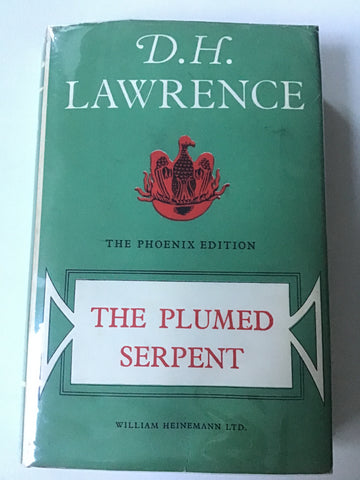 D.H.
LAWRENCE
THE PHOENIX EDITION
THE PLUMED
SERPENT
WILLIAM HEINEMANN LTD.